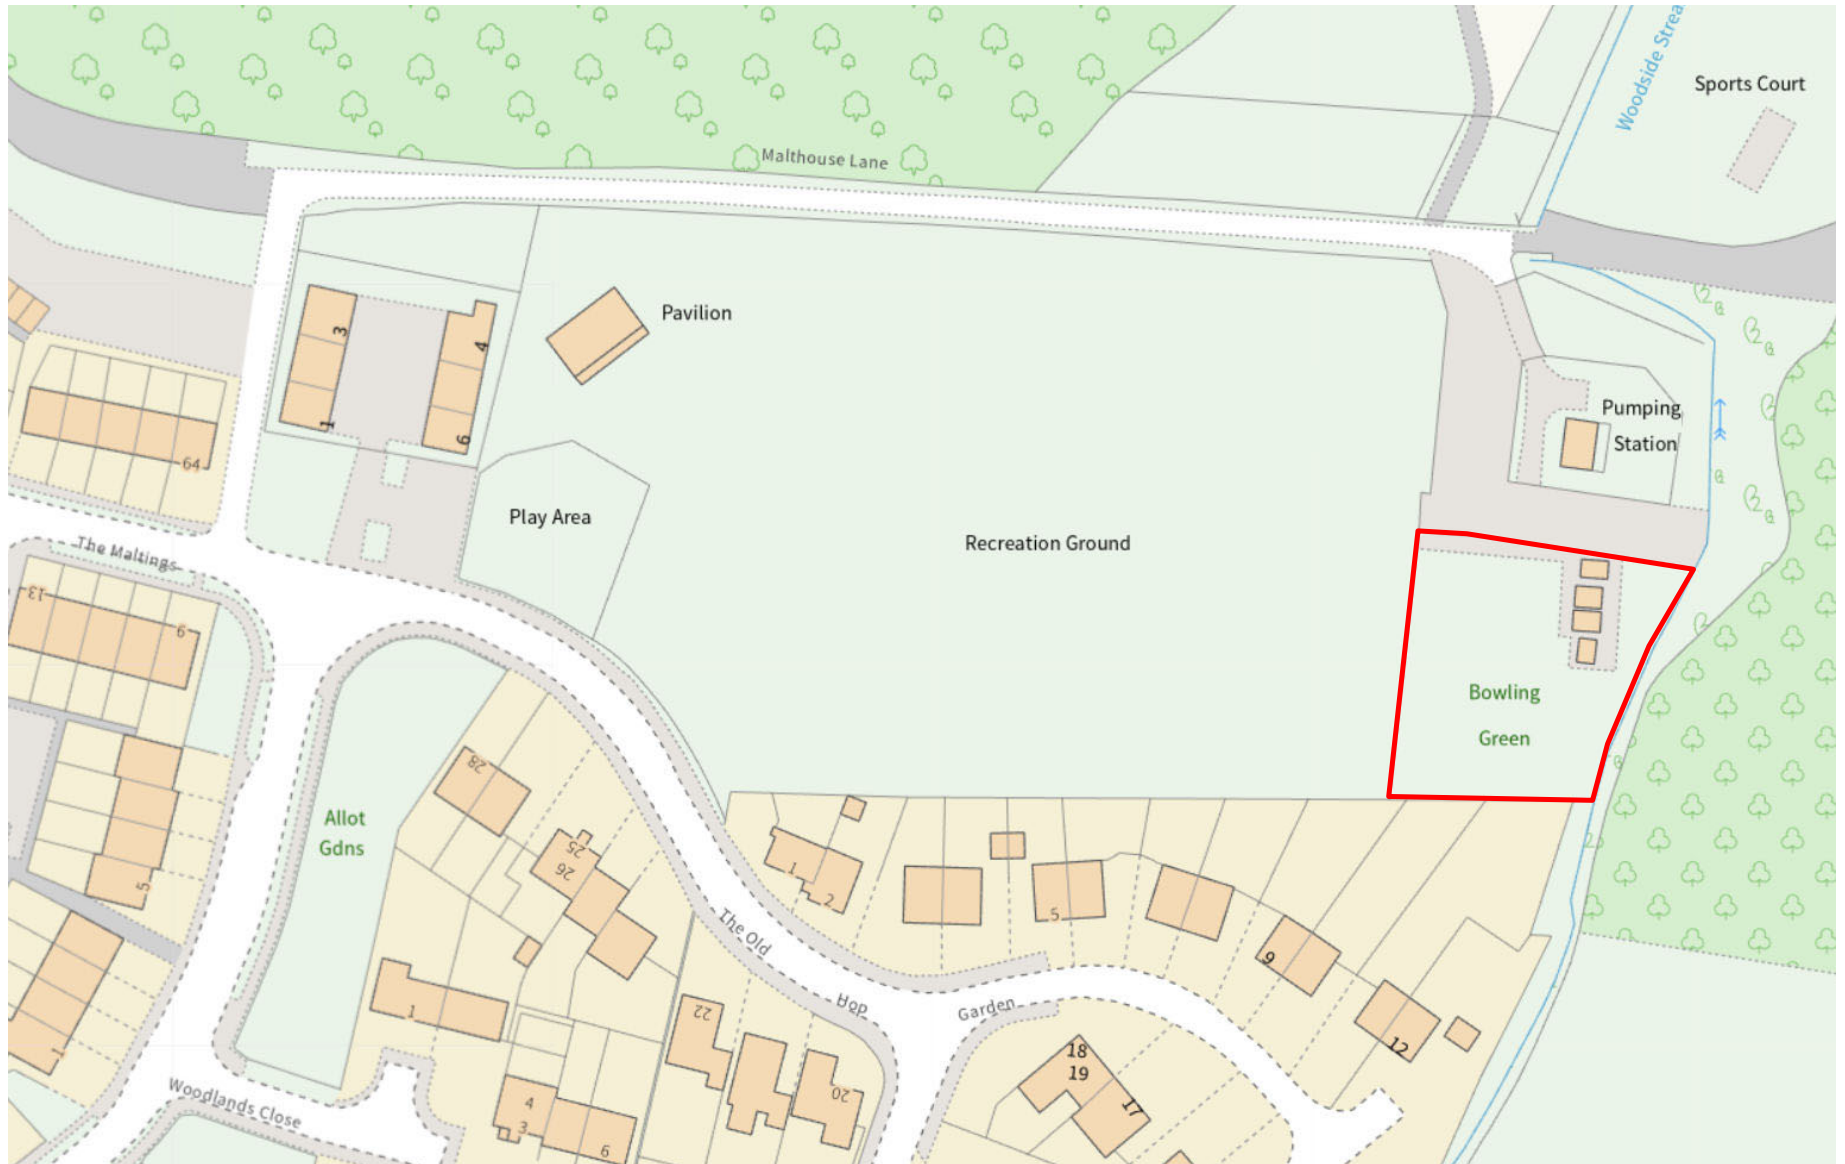 Woodside Strea
Sports Court
Malthouse Lane
Pavilion
3
4
1
6
64
Pumping
Station
Play Area
Recreation Ground
The Maltings
13
9
Bowling
Green
28
Allot
Gdns
25
26
1
2
5
5
The Old
Hop
Garden
9
12
1
22
20
18
19
17
1
Woodlands Close
4
3
6